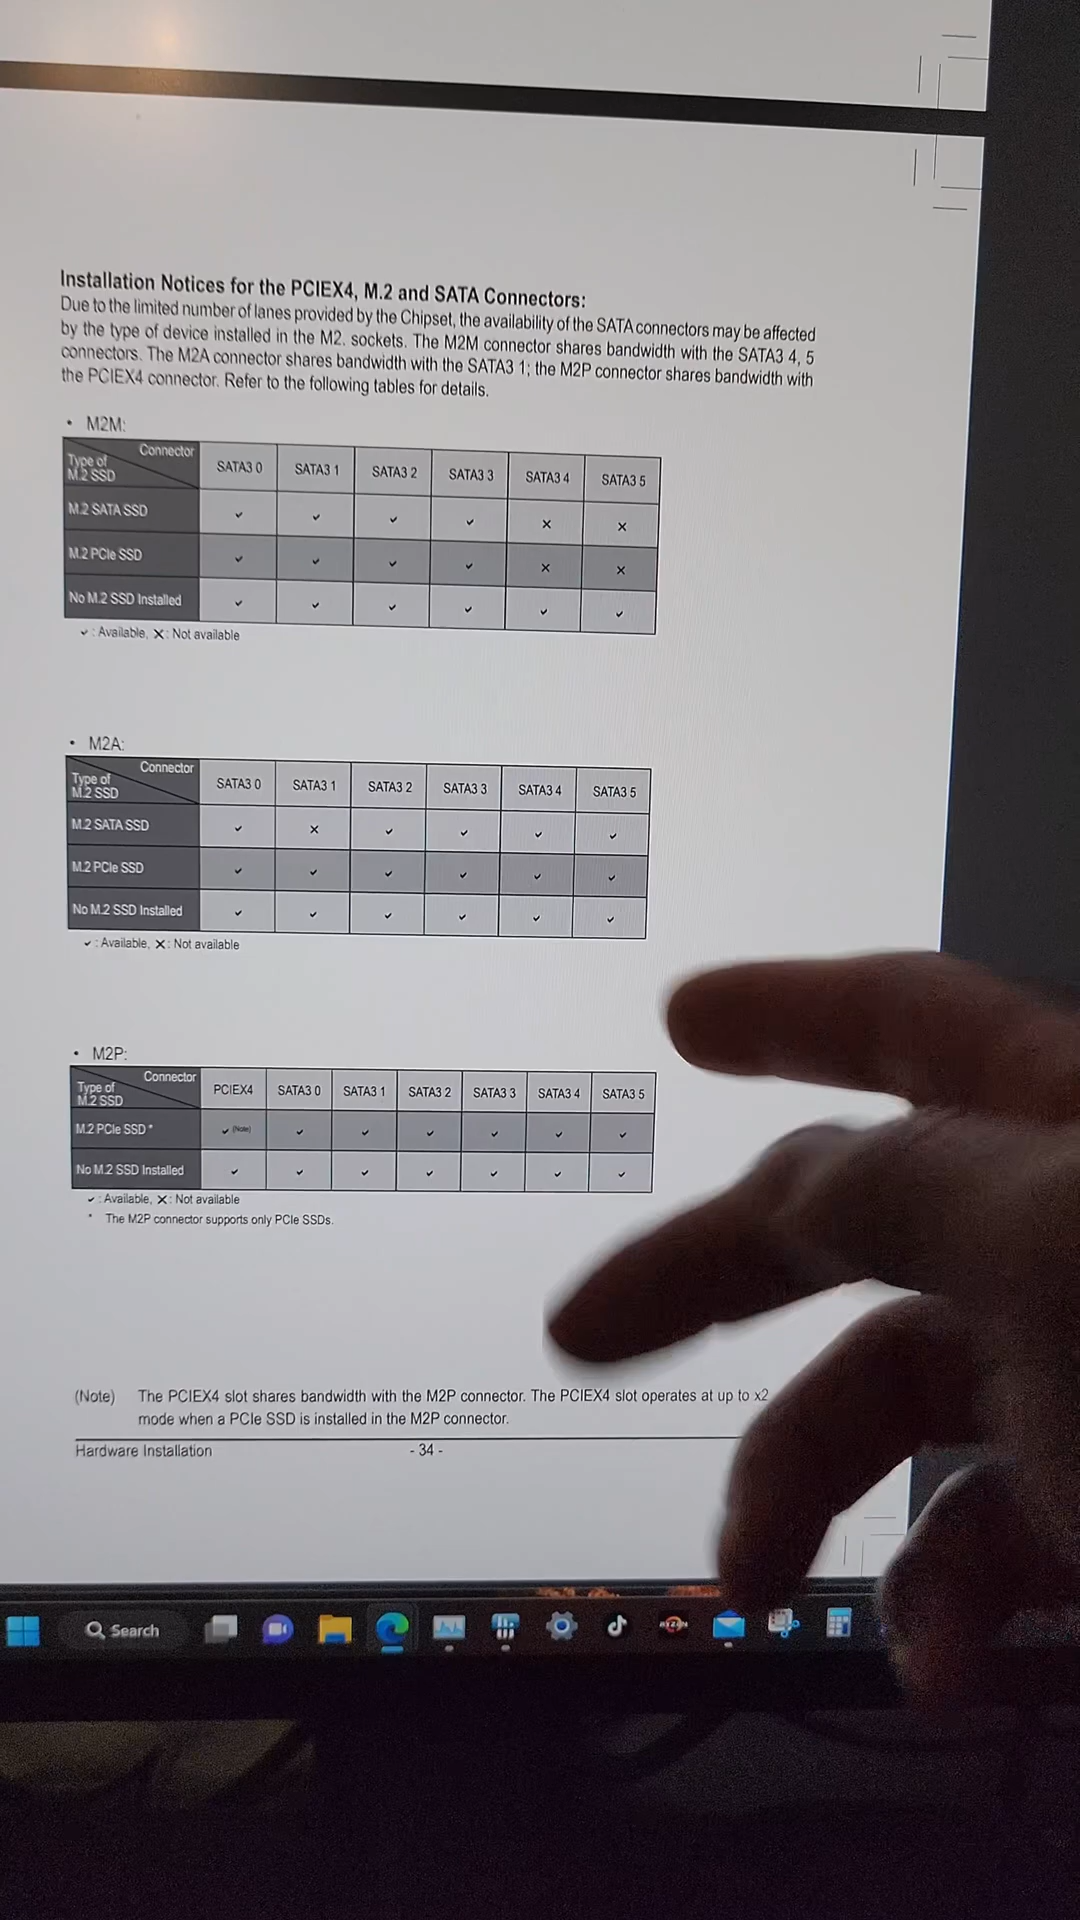 Installation Notices for the PCIEX4, M.2 and SATA Connectors:
Due to the limited number of lanes provided by the Chipset, the availability of the SATA connectors may be affected
by the type of device installed in the M2. sockets. The M2M connector shares bandwidth with the SATA3 4, 5
connectors. The M2A connector shares bandwidth with the SATA3 1; the M2P connector shares bandwidth with
the PCIEX4 connector. Refer to the following tables for details.
• M2M:
Connector
Type of
M.2 SSD
SATA3 0 SATA3 1 SATA3 2 SATA3 3 SATA3 4 SATA3 5
M.2 SATA SSD ✓ ✓ ✓ ✓ ✕ ✕
M.2 PCIe SSD ✓ ✓ ✓ ✓ ✕ ✕
No M.2 SSD Installed ✓ ✓ ✓ ✓ ✓ ✓
✓ : Available, ✕ : Not available
• M2A:
Connector
Type of
M.2 SSD
SATA3 0 SATA3 1 SATA3 2 SATA3 3 SATA3 4 SATA3 5
M.2 SATA SSD ✓ ✕ ✓ ✓ ✓ ✓
M.2 PCIe SSD ✓ ✓ ✓ ✓ ✓ ✓
No M.2 SSD Installed ✓ ✓ ✓ ✓ ✓ ✓
✓ : Available, ✕ : Not available
• M2P:
Connector
Type of
M.2 SSD
PCIEX4 SATA3 0 SATA3 1 SATA3 2 SATA3 3 SATA3 4 SATA3 5
M.2 PCIe SSD * ✓ (Note) ✓ ✓ ✓ ✓ ✓ ✓
No M.2 SSD Installed ✓ ✓ ✓ ✓ ✓ ✓ ✓
✓ : Available, ✕ : Not available
* The M2P connector supports only PCIe SSDs.
(Note) The PCIEX4 slot shares bandwidth with the M2P connector. The PCIEX4 slot operates at up to x2
mode when a PCIe SSD is installed in the M2P connector.
Hardware Installation - 34 -
Search
RYZEN